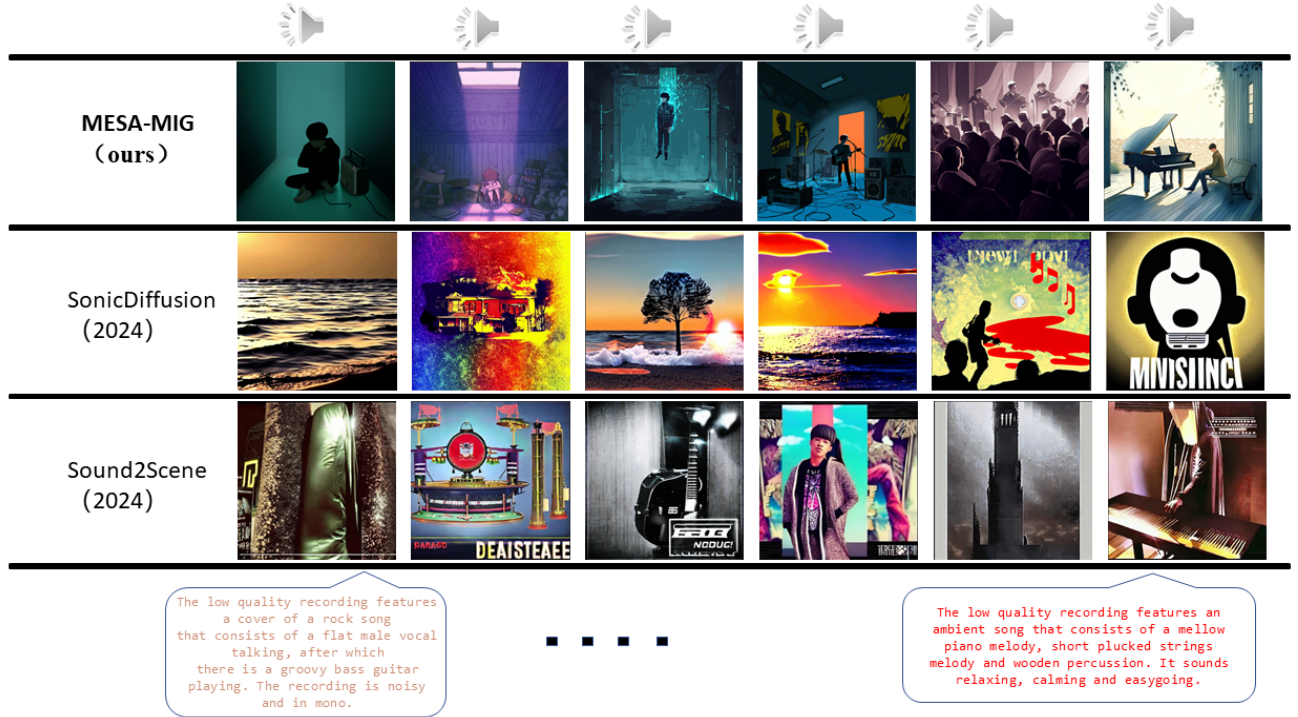 MESA-MIG
（ours）
SonicDiffusion
（2024）
MIVISIINCI
Sound2Scene
（2024）
DEAISTEAEE
NODUC!
The low quality recording features
a cover of a rock song
that consists of a flat male vocal
talking, after which
there is a groovy bass guitar
playing. The recording is noisy
and in mono.
The low quality recording features an
ambient song that consists of a mellow
piano melody, short plucked strings
melody and wooden percussion. It sounds
relaxing, calming and easygoing.